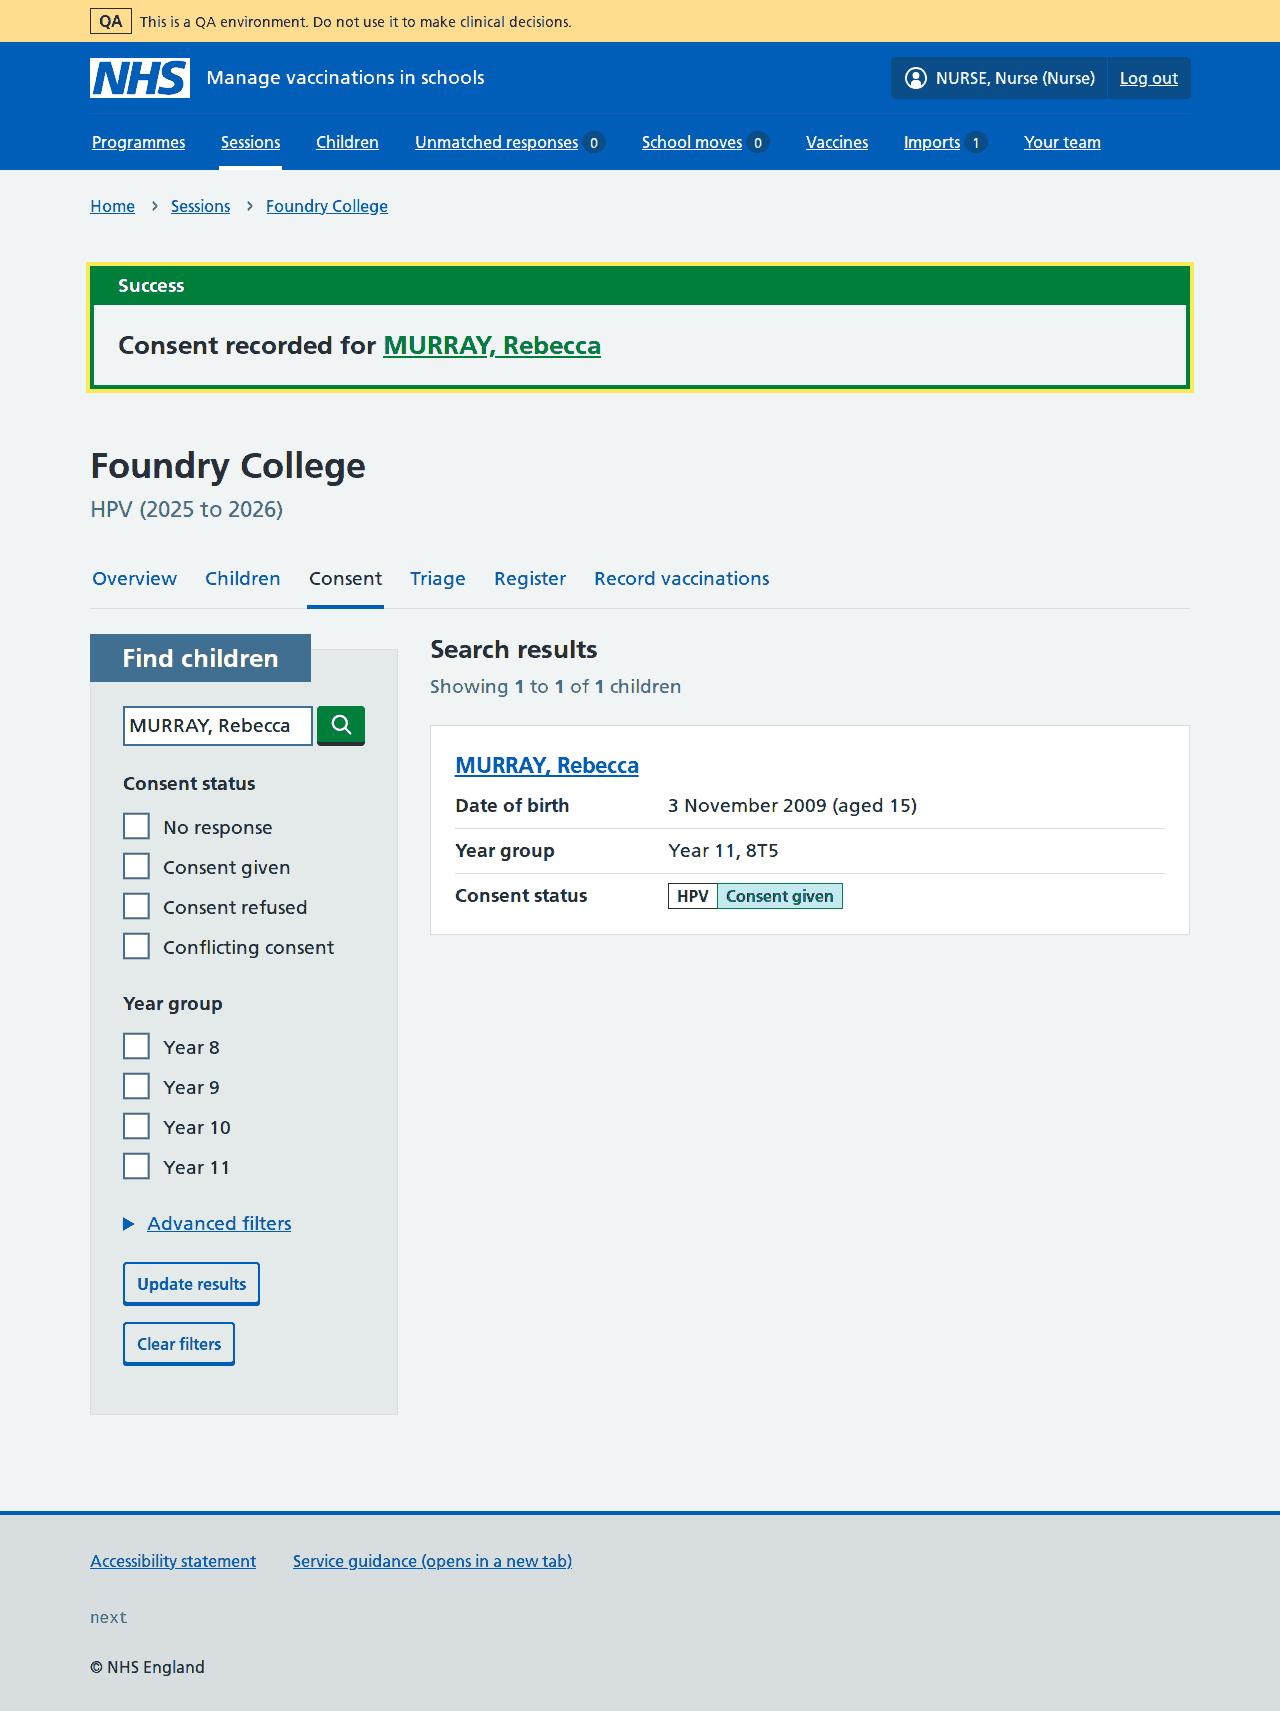 QA This is a QA environment. Do not use it to make clinical decisions.
NHS Manage vaccinations in schools NURSE, Nurse (Nurse) Log out
Programmes Sessions Children Unmatched responses 0 School moves 0 Vaccines Imports 1 Your team
Home Sessions Foundry College
Success
Consent recorded for MURRAY, Rebecca
Foundry College
HPV (2025 to 2026)
Overview Children Consent Triage Register Record vaccinations
Find children
MURRAY, Rebecca
Consent status
No response
Consent given
Consent refused
Conflicting consent
Year group
Year 8
Year 9
Year 10
Year 11
Advanced filters
Update results
Clear filters
Search results
Showing 1 to 1 of 1 children
MURRAY, Rebecca
Date of birth 3 November 2009 (aged 15)
Year group Year 11, 8T5
Consent status HPV Consent given
Accessibility statement Service guidance (opens in a new tab)
next
© NHS England